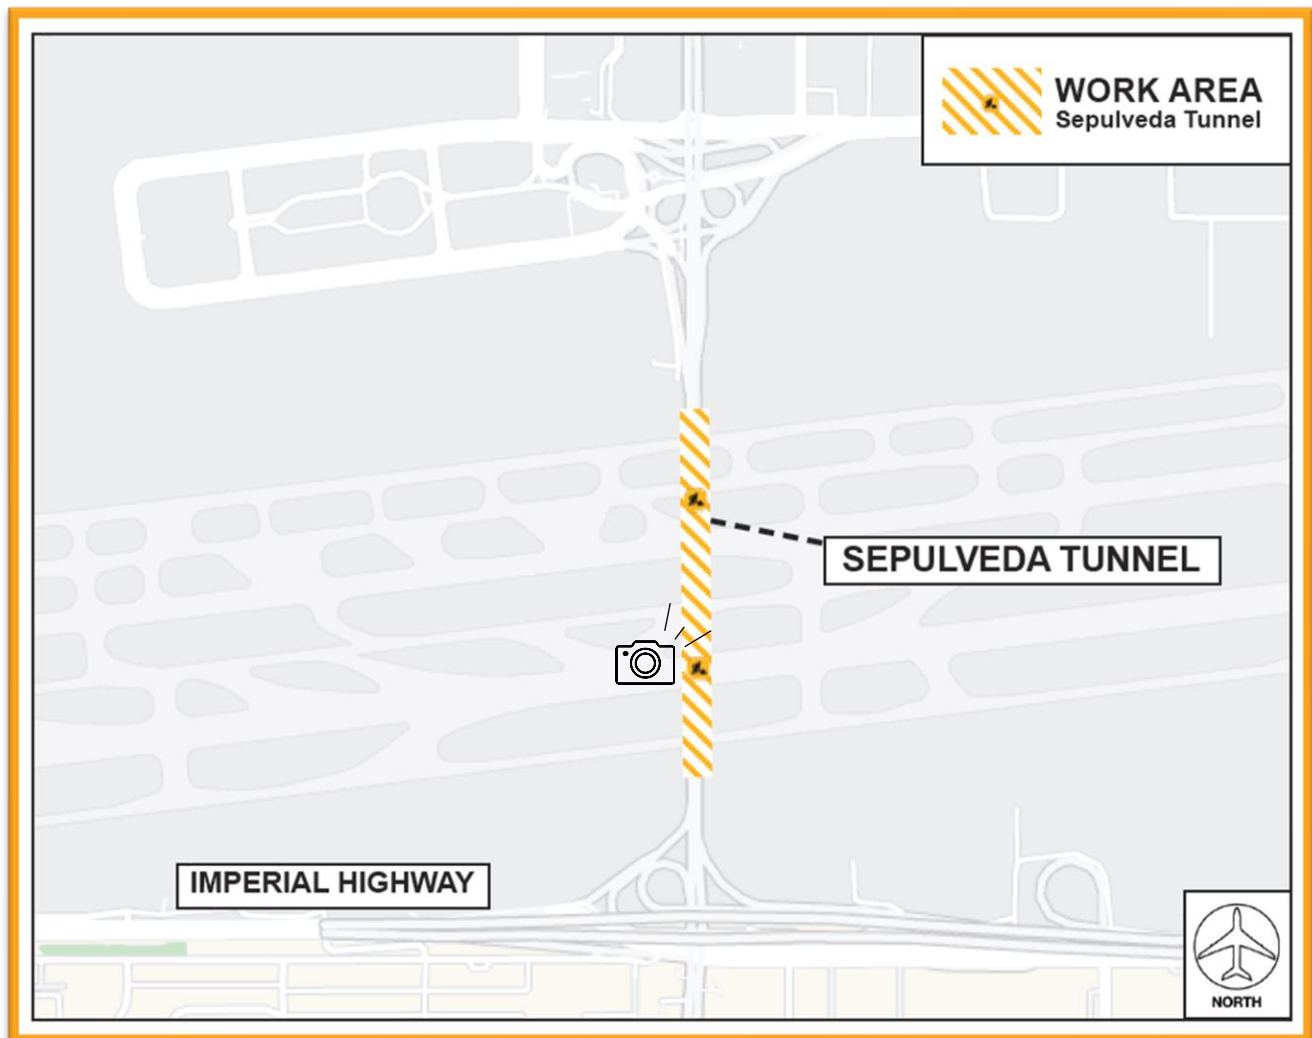 WORK AREA
Sepulveda Tunnel
SEPULVEDA TUNNEL
IMPERIAL HIGHWAY
NORTH